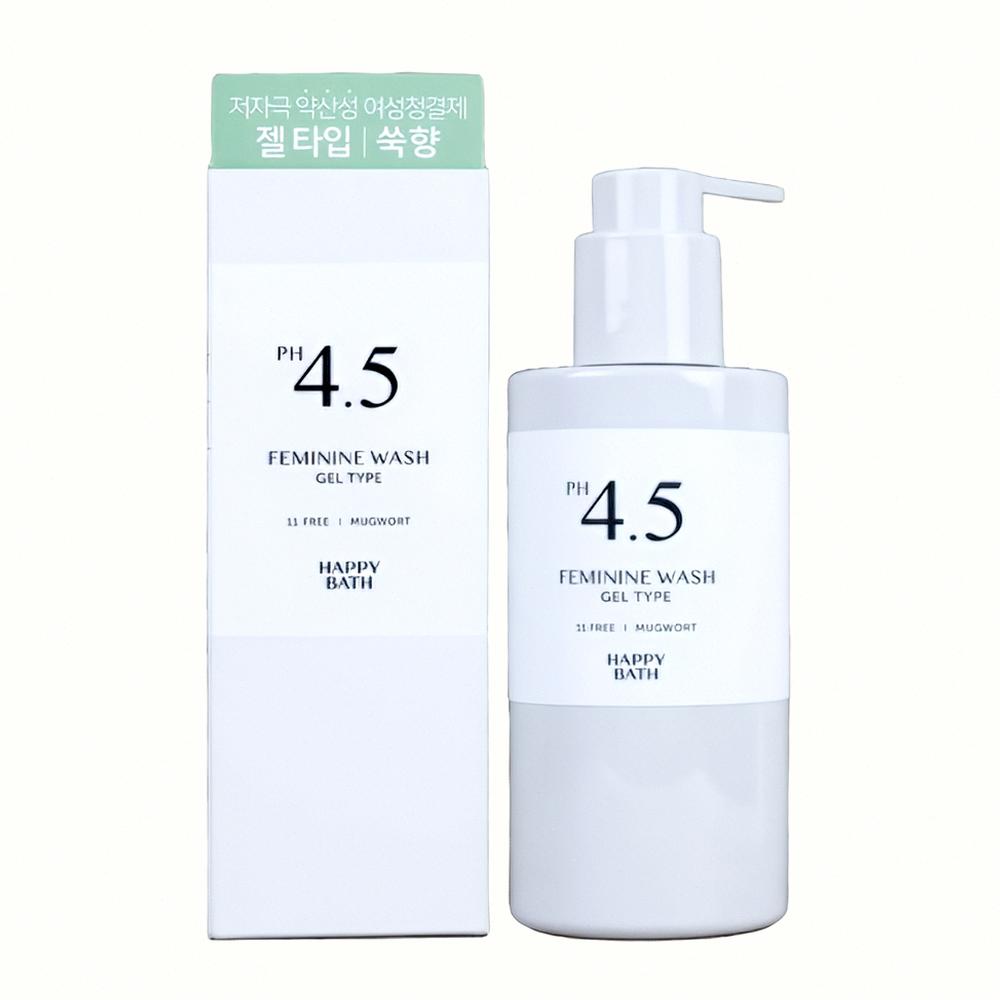 저자극 약산성 여성청결제
젤타입 | 쑥향
PH 4.5
FEMININE WASH
GEL TYPE
11 FREE | MUGWORT
HAPPY
BATH
PH 4.5
FEMININE WASH
GEL TYPE
11 FREE | MUGWORT
HAPPY
BATH